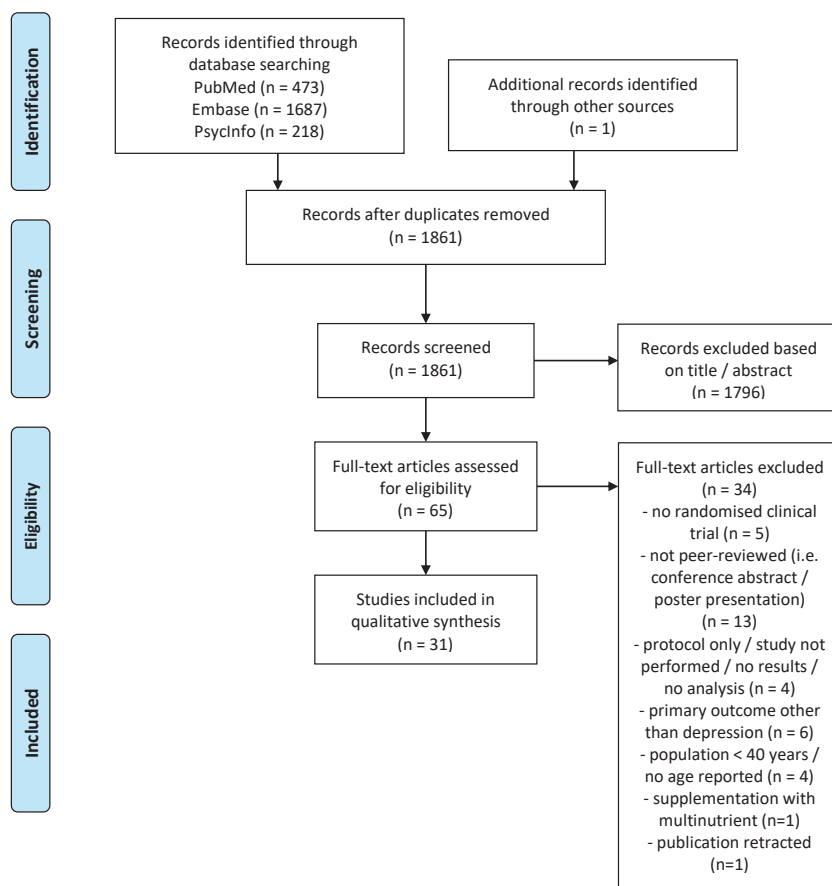 Identification
Records identified through
database searching
PubMed (n = 473)
Embase (n = 1687)
PsycInfo (n = 218)
Additional records identified
through other sources
(n = 1)
Records after duplicates removed
(n = 1861)
Screening
Records screened
(n = 1861)
Records excluded based
on title / abstract
(n = 1796)
Eligibility
Full-text articles assessed
for eligibility
(n = 65)
Full-text articles excluded
(n = 34)
- no randomised clinical
trial (n = 5)
- not peer-reviewed (i.e.
conference abstract /
poster presentation)
(n = 13)
- protocol only / study not
performed / no results /
no analysis (n = 4)
- primary outcome other
than depression (n = 6)
- population < 40 years /
no age reported (n = 4)
- supplementation with
multinutrient (n=1)
- publication retracted
(n=1)
Studies included in
qualitative synthesis
(n = 31)
Included